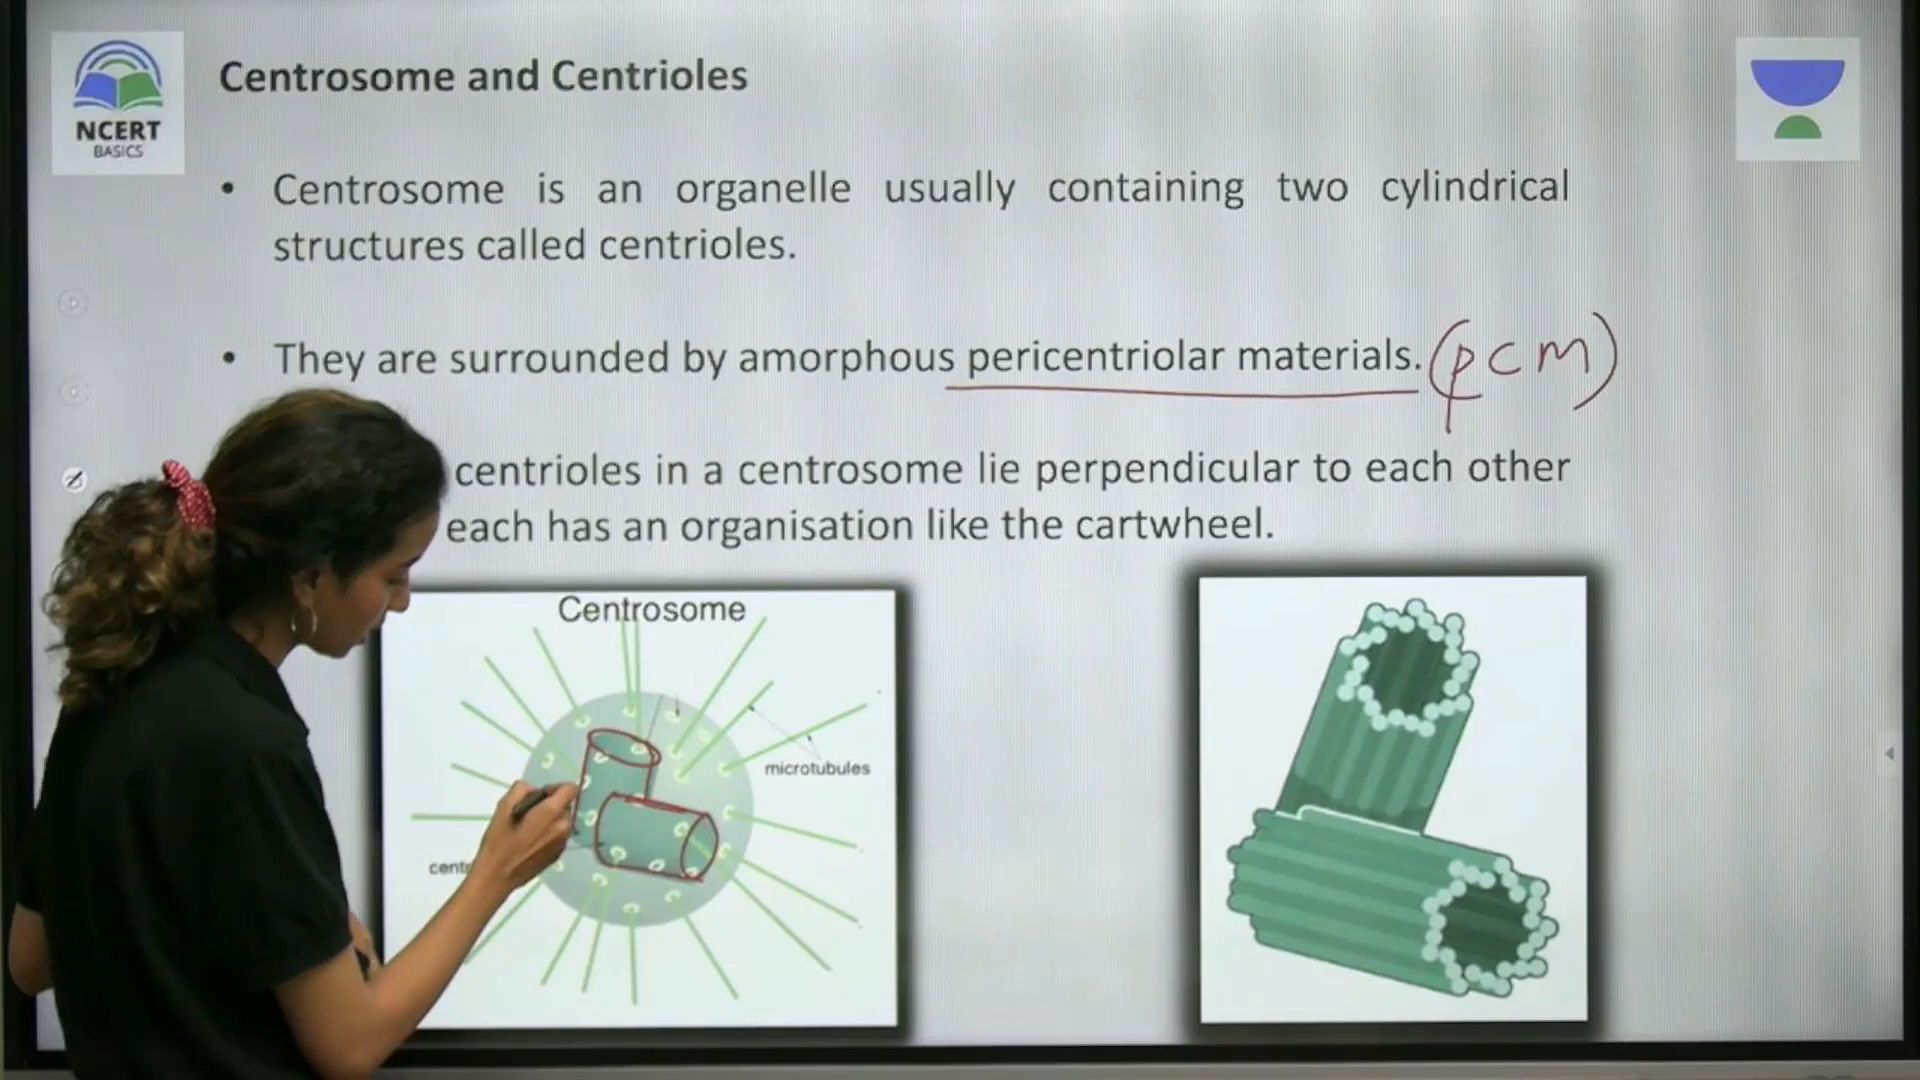 NCERT
BASICS
Centrosome and Centrioles
• Centrosome is an organelle usually containing two cylindrical
structures called centrioles.
• They are surrounded by amorphous pericentriolar materials. (PCM)
centrioles in a centrosome lie perpendicular to each other
each has an organisation like the cartwheel.
Centrosome
microtubules